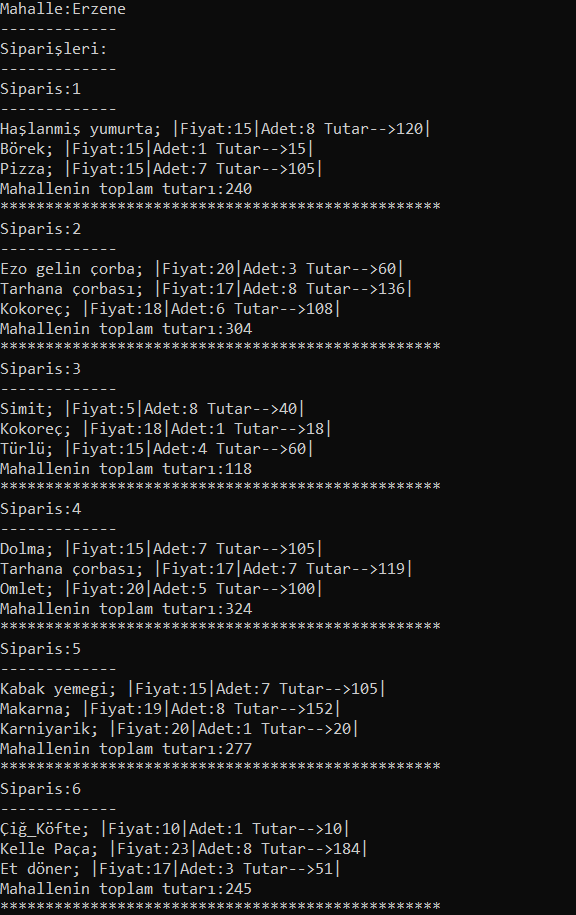 Mahalle:Erzene
-------------
Siparişleri:
-------------
Siparis:1
-------------
Haşlanmiş yumurta; |Fiyat:15|Adet:8 Tutar-->120|
Börek; |Fiyat:15|Adet:1 Tutar-->15|
Pizza; |Fiyat:15|Adet:7 Tutar-->105|
Mahallenin toplam tutarı:240
*************************************************
Siparis:2
-------------
Ezo gelin çorba; |Fiyat:20|Adet:3 Tutar-->60|
Tarhana çorbası; |Fiyat:17|Adet:8 Tutar-->136|
Kokoreç; |Fiyat:18|Adet:6 Tutar-->108|
Mahallenin toplam tutarı:304
*************************************************
Siparis:3
-------------
Simit; |Fiyat:5|Adet:8 Tutar-->40|
Kokoreç; |Fiyat:18|Adet:1 Tutar-->18|
Türlü; |Fiyat:15|Adet:4 Tutar-->60|
Mahallenin toplam tutarı:118
*************************************************
Siparis:4
-------------
Dolma; |Fiyat:15|Adet:7 Tutar-->105|
Tarhana çorbası; |Fiyat:17|Adet:7 Tutar-->119|
Omlet; |Fiyat:20|Adet:5 Tutar-->100|
Mahallenin toplam tutarı:324
*************************************************
Siparis:5
-------------
Kabak yemegi; |Fiyat:15|Adet:7 Tutar-->105|
Makarna; |Fiyat:19|Adet:8 Tutar-->152|
Karniyarik; |Fiyat:20|Adet:1 Tutar-->20|
Mahallenin toplam tutarı:277
*************************************************
Siparis:6
-------------
Çiğ_Köfte; |Fiyat:10|Adet:1 Tutar-->10|
Kelle Paça; |Fiyat:23|Adet:8 Tutar-->184|
Et döner; |Fiyat:17|Adet:3 Tutar-->51|
Mahallenin toplam tutarı:245
*************************************************